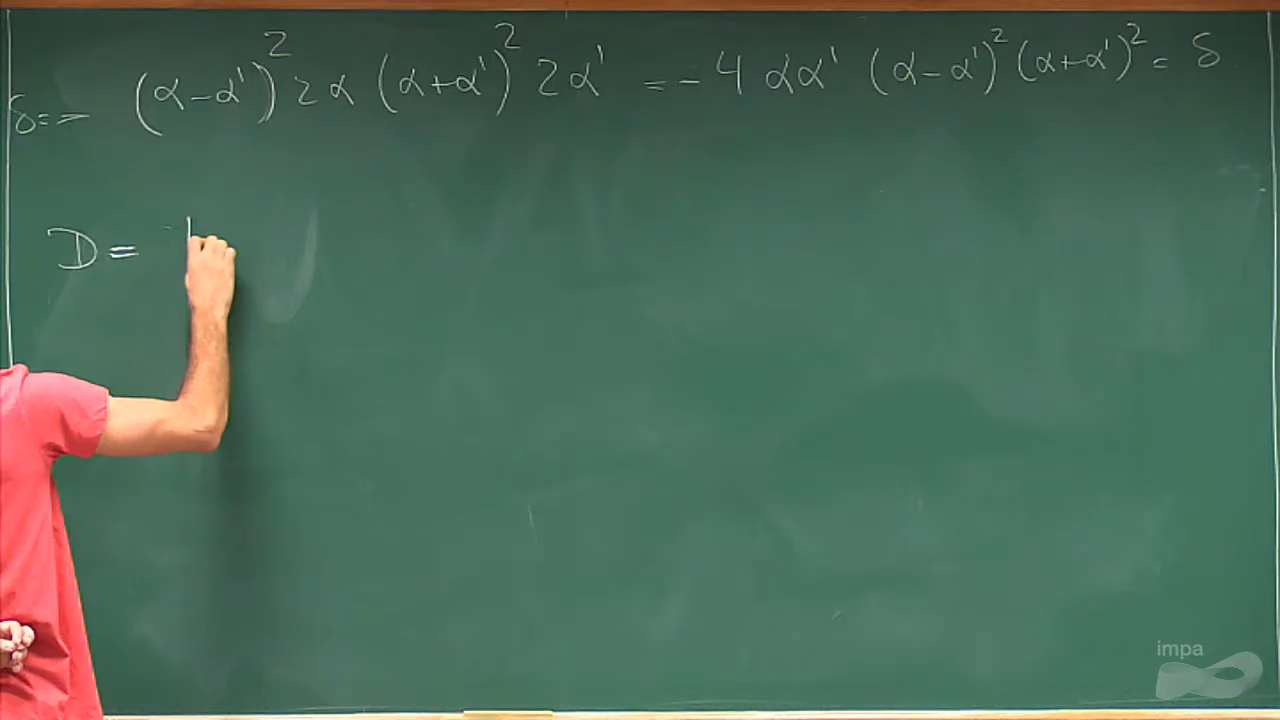 δ = - (α-α')² 2α (α+α')² 2α' = -4 αα' (α-α')² (α+α')² = δ
D =
impa